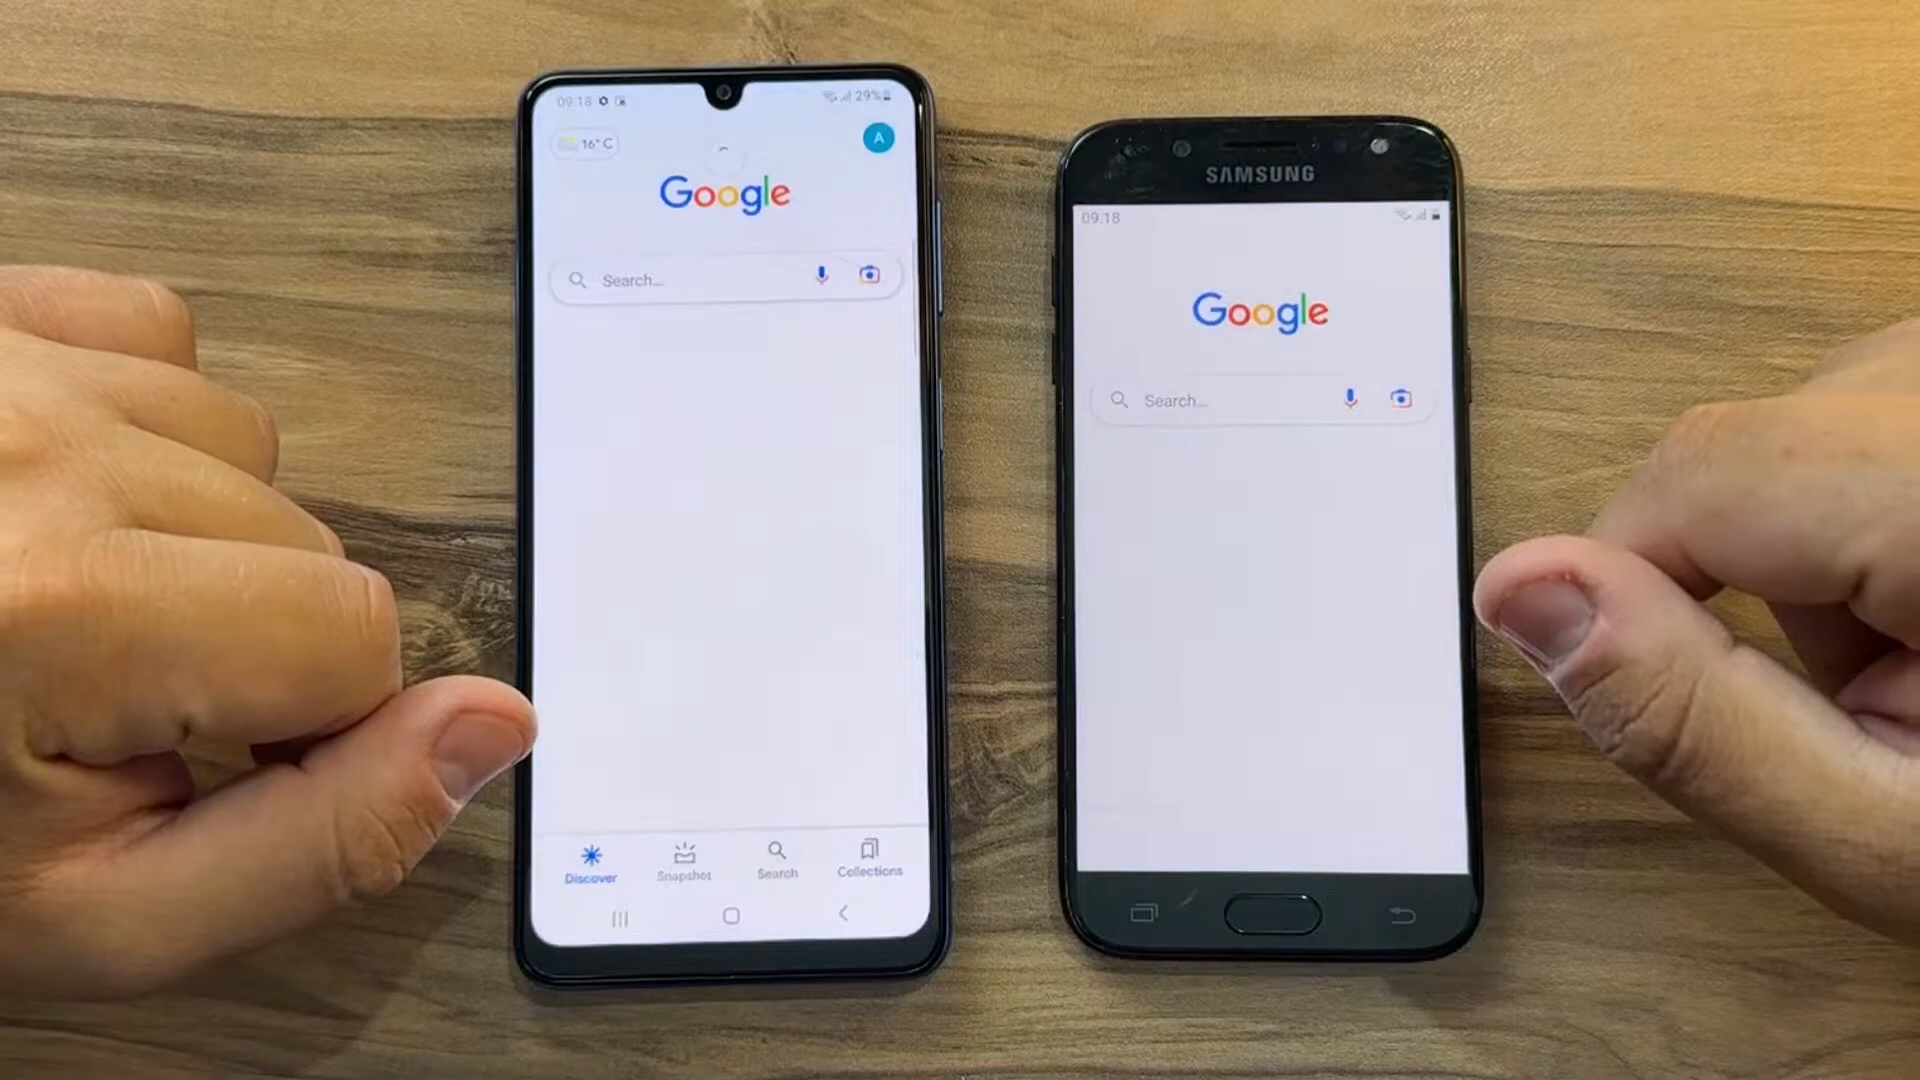 09:18
29%
16° C
A
Google
Search...
Discover
Snapshot
Search
Collections
SAMSUNG
09:18
Google
Search...